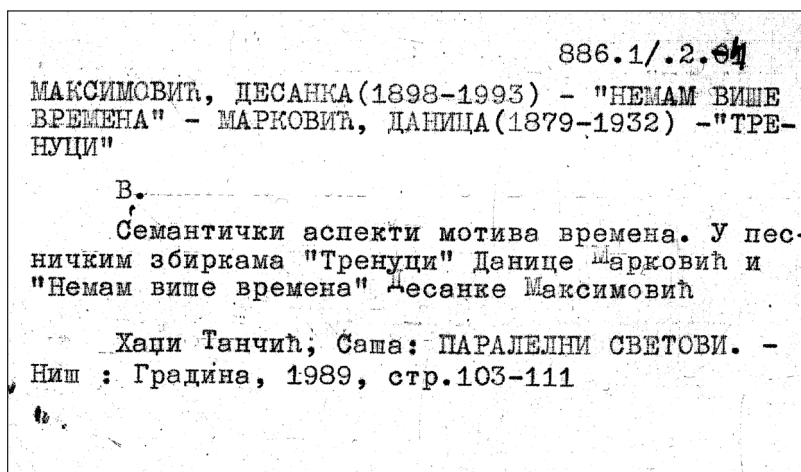 886.1/.2.04
МАКСИМОВИЋ, ДЕСАНКА(1898-1993) - "НЕМАМ ВИШЕ
ВРЕМЕНА" - МАРКОВИЋ, ДАНИЦА(1879-1932) -"ТРЕ-
НУЦИ"
В.
Семантички аспекти мотива времена. У пес-
ничким збиркама "Тренуци" Данице Марковић и
"Немам више времена" Десанке Максимовић
Хаџи Танчић, Саша: ПАРАЛЕЛНИ СВЕТОВИ. -
Ниш : Градина, 1989, стр.103-111